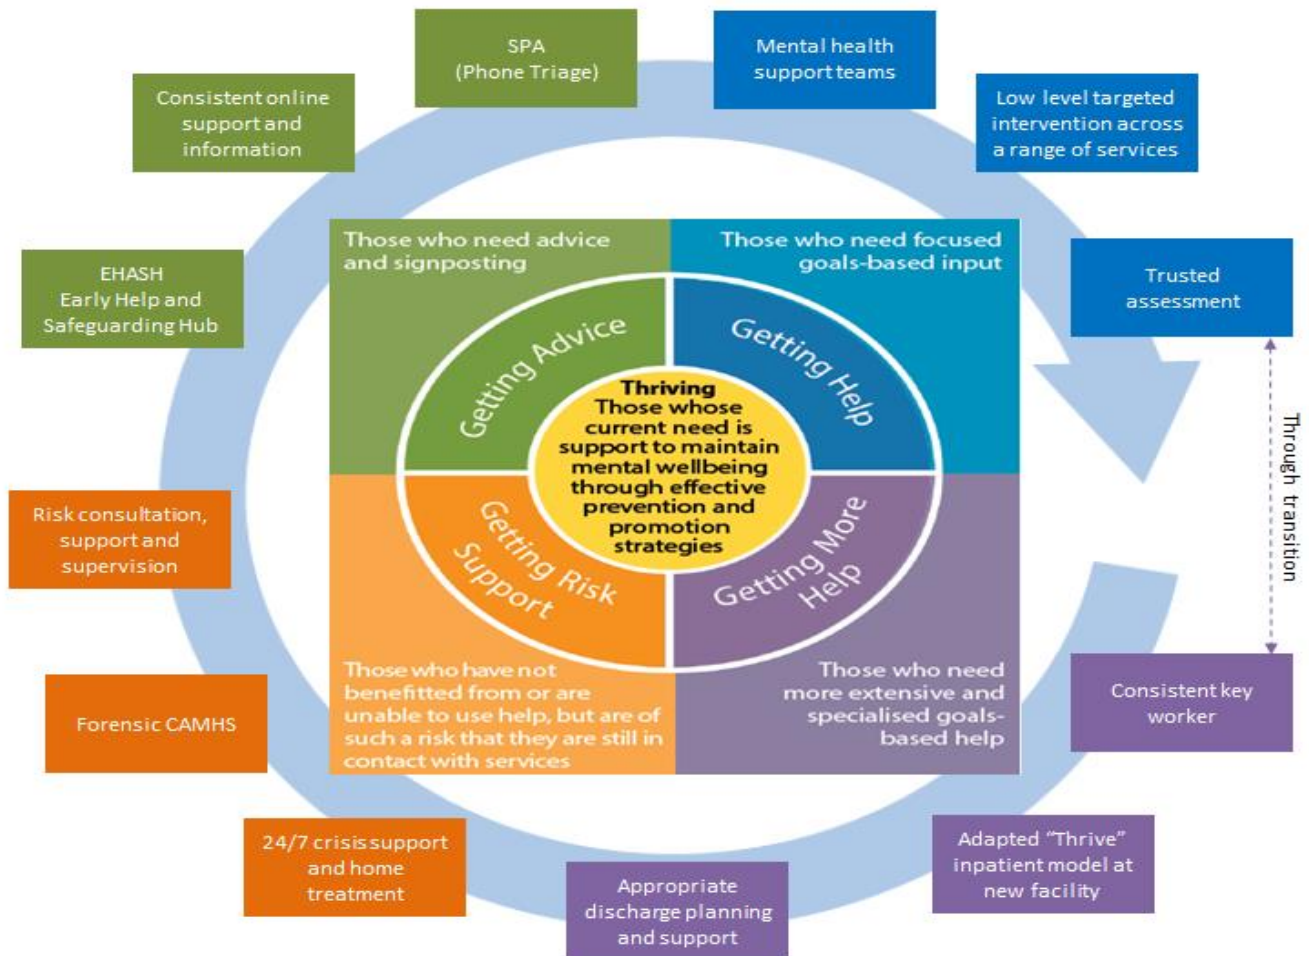 SPA
(Phone Triage)
Mental health
support teams
Consistent online
support and
information
Low level targeted
intervention across
a range of services
EHASH
Early Help and
Safeguarding Hub
Trusted
assessment
Those who need advice
and signposting
Those who need focused
goals-based input
Getting Advice
Getting Help
Thriving
Those whose
current need is
support to maintain
mental wellbeing
through effective
prevention and
promotion
strategies
Getting Risk
Support
Getting More
Help
Those who have not
benefitted from or are
unable to use help, but are of
such a risk that they are still in
contact with services
Those who need
more extensive and
specialised goals-
based help
Through transition
Risk consultation,
support and
supervision
Forensic CAMHS
Consistent key
worker
24/7 crisis support
and home
treatment
Appropriate
discharge planning
and support
Adapted “Thrive”
inpatient model at
new facility